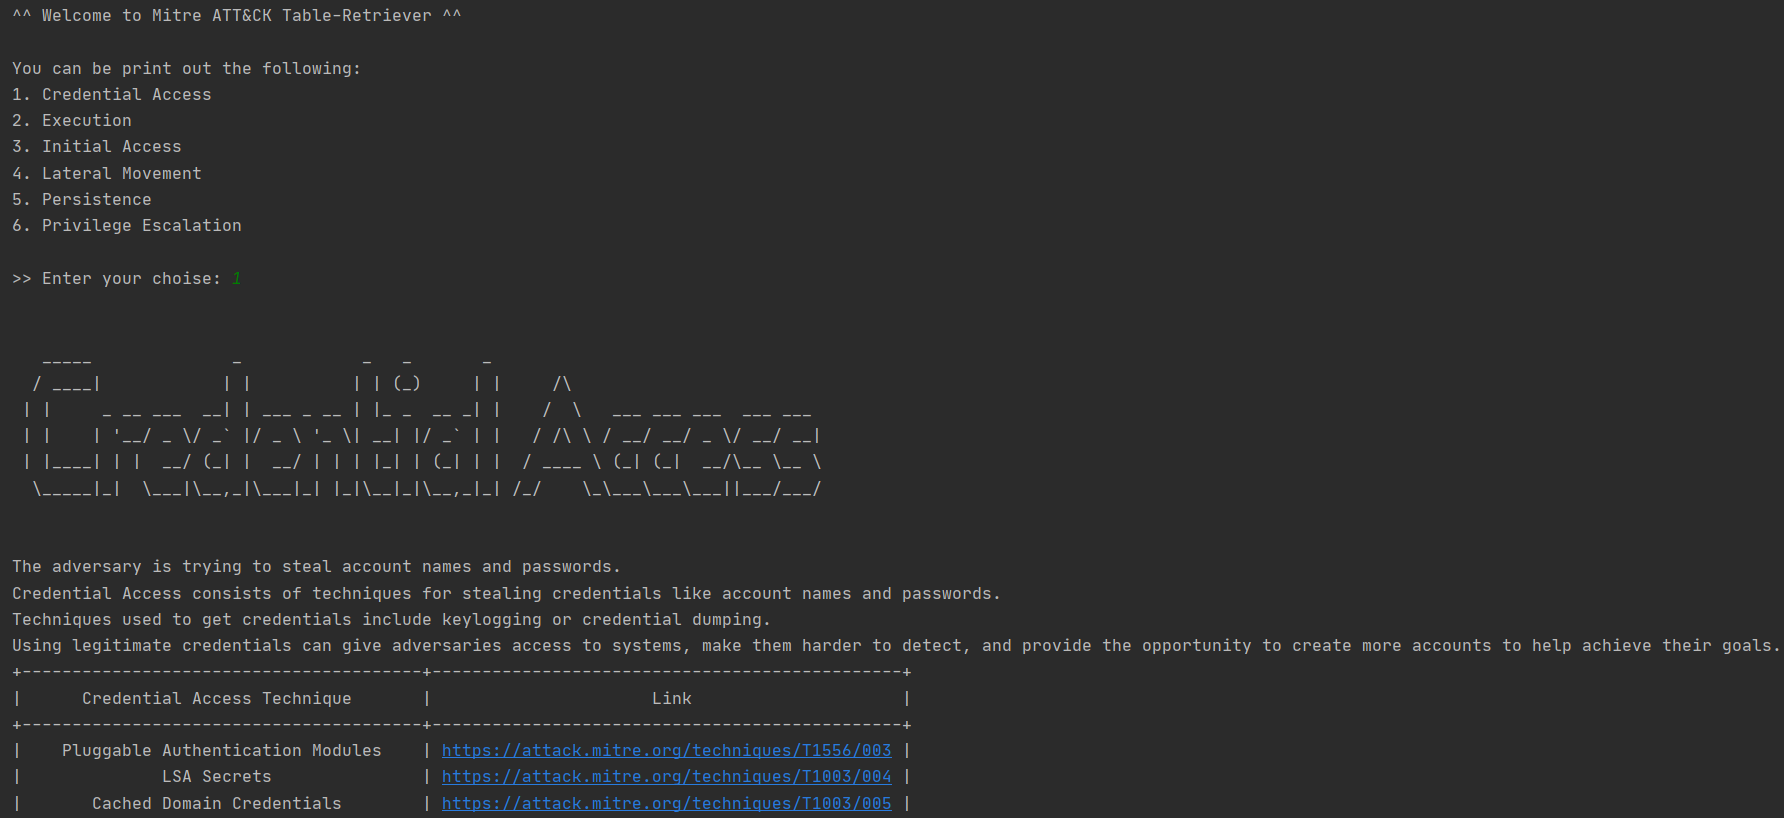 ^^ Welcome to Mitre ATT&CK Table-Retriever ^^
You can be print out the following:
1. Credential Access
2. Execution
3. Initial Access
4. Lateral Movement
5. Persistence
6. Privilege Escalation
>> Enter your choise: 1
Credential Access
The adversary is trying to steal account names and passwords.
Credential Access consists of techniques for stealing credentials like account names and passwords.
Techniques used to get credentials include keylogging or credential dumping.
Using legitimate credentials can give adversaries access to systems, make them harder to detect, and provide the opportunity to create more accounts to help achieve their goals.
| Credential Access Technique | Link |
| Pluggable Authentication Modules | https://attack.mitre.org/techniques/T1556/003 |
| LSA Secrets | https://attack.mitre.org/techniques/T1003/004 |
| Cached Domain Credentials | https://attack.mitre.org/techniques/T1003/005 |